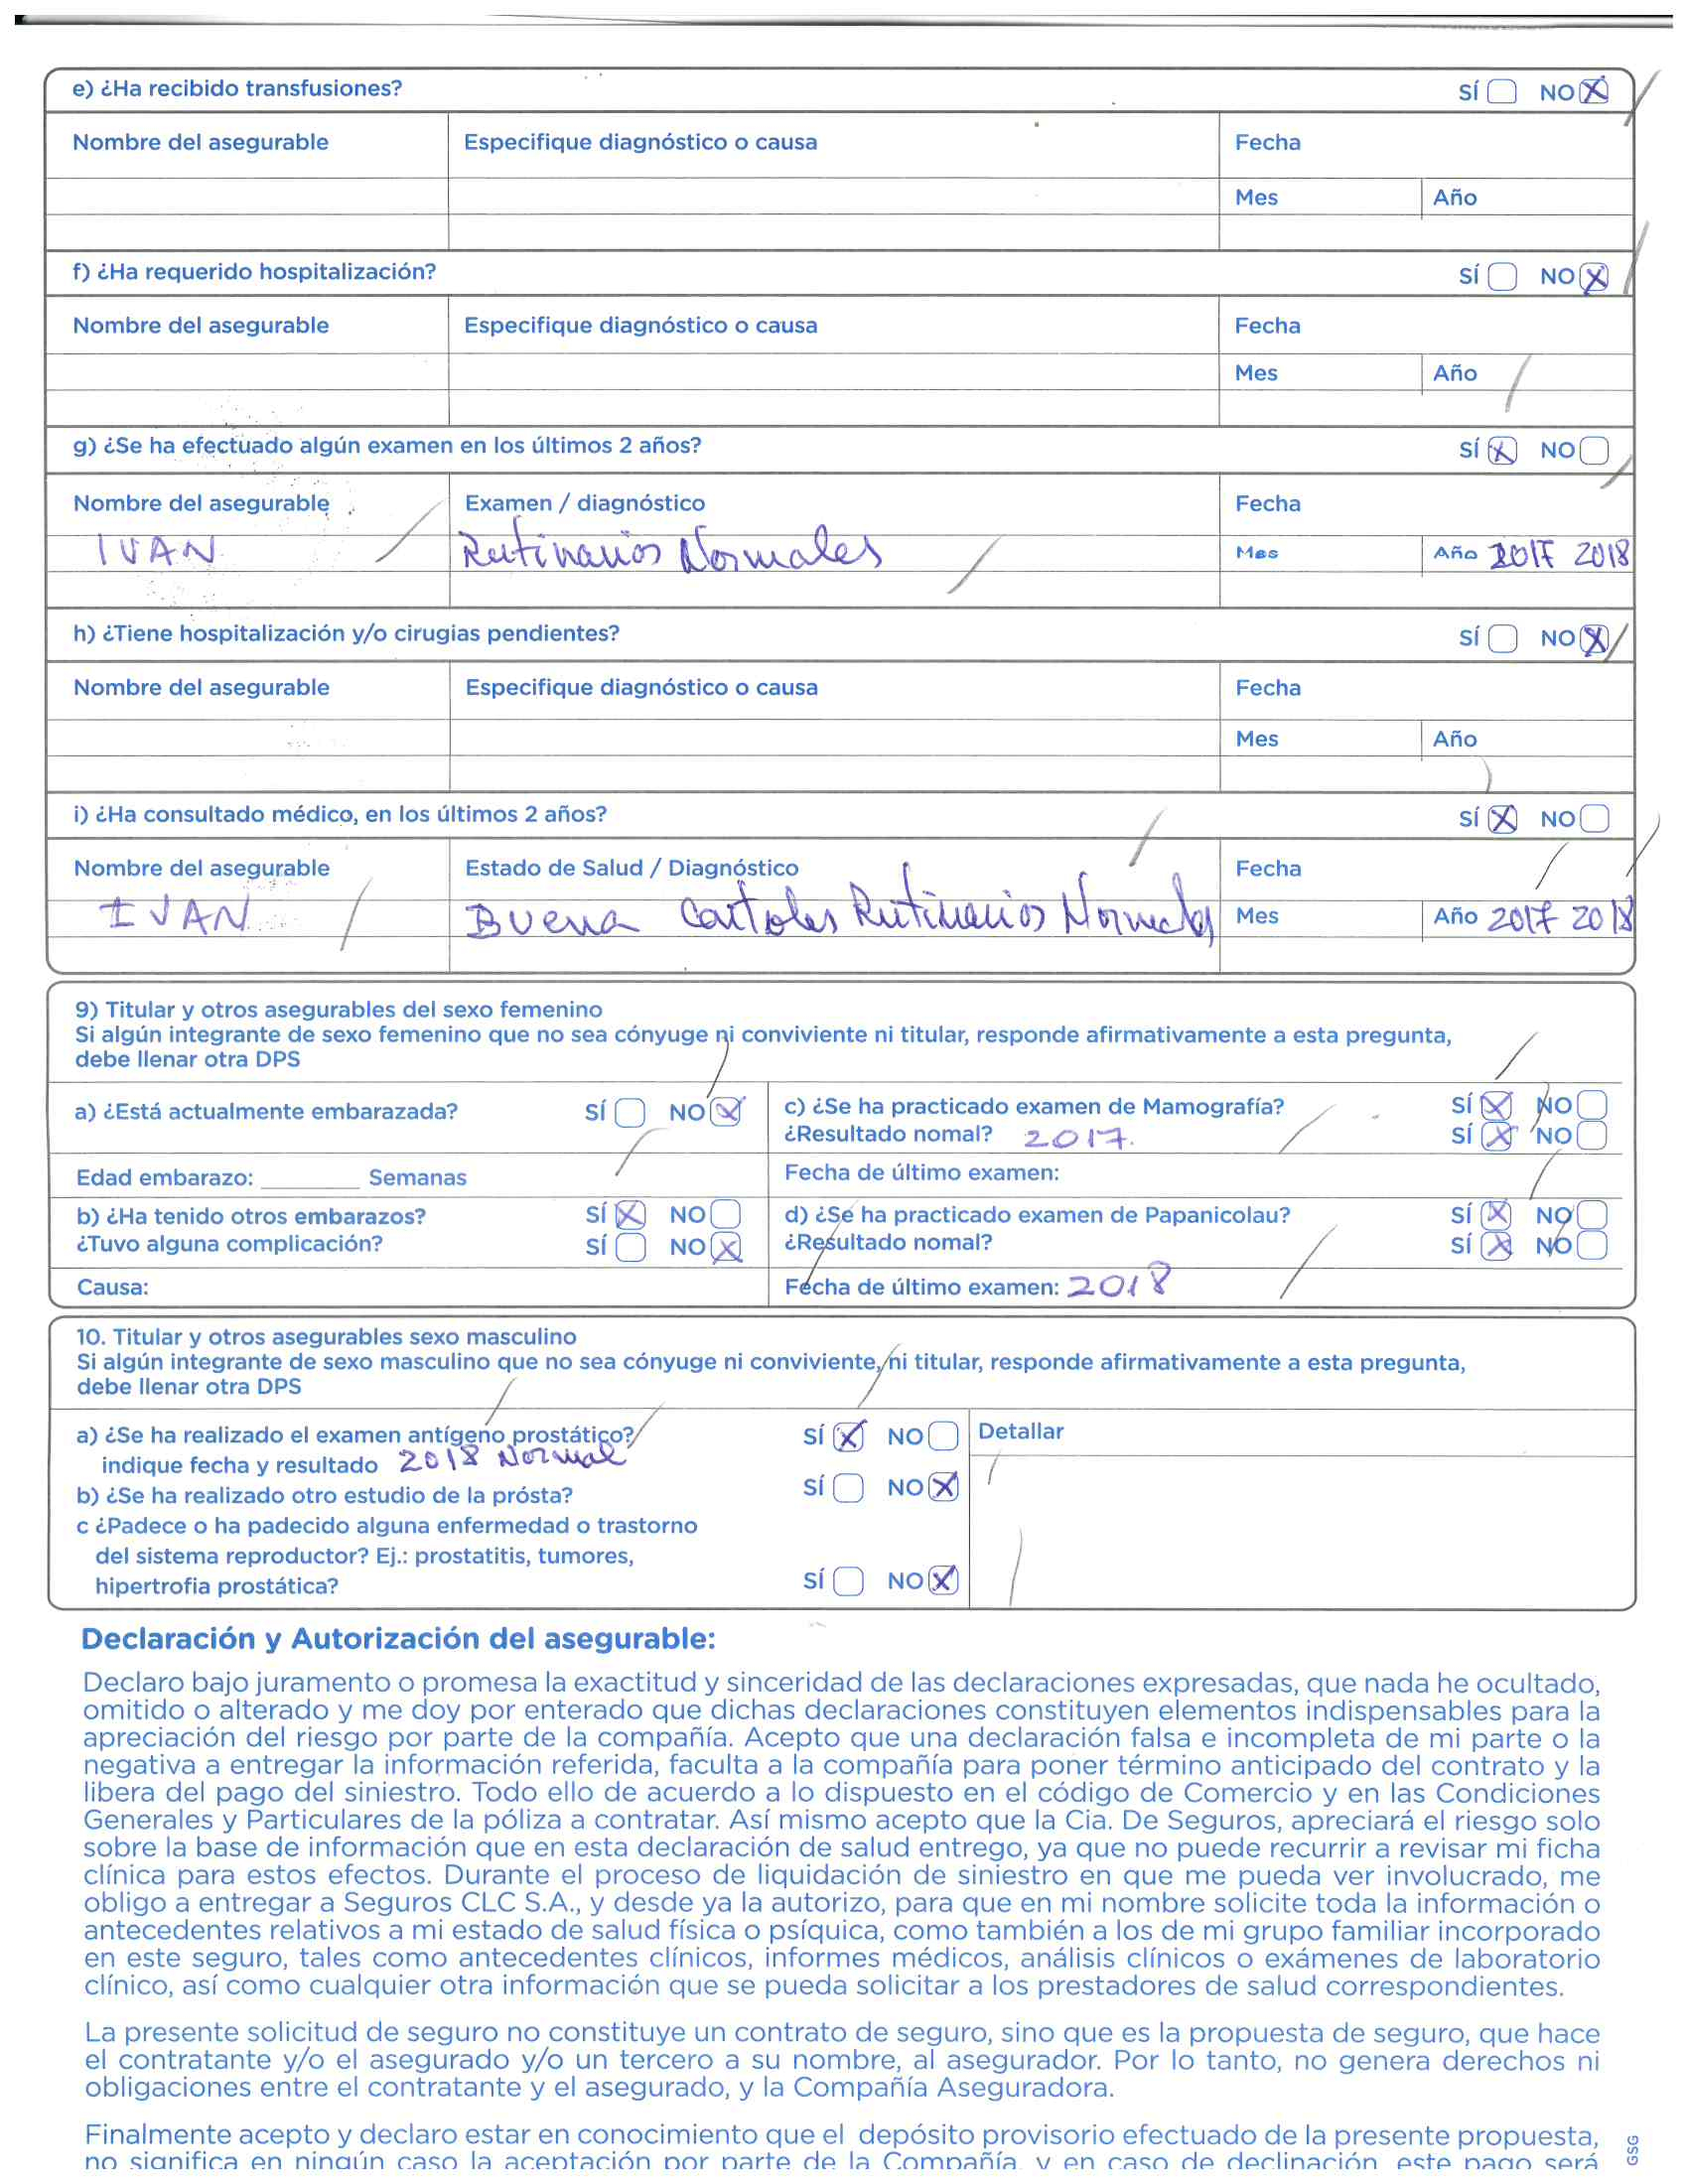 e) ¿Ha recibido transfusiones? SÍ NO X
Nombre del asegurable Especifique diagnóstico o causa Fecha
Mes Año
f) ¿Ha requerido hospitalización? SÍ NO X
Nombre del asegurable Especifique diagnóstico o causa Fecha
Mes Año
g) ¿Se ha efectuado algún examen en los últimos 2 años? SÍ X NO
Nombre del asegurable Examen / diagnóstico Fecha
IVAN Rutinarios Normales Mes Año 2017 2018
h) ¿Tiene hospitalización y/o cirugias pendientes? SÍ NO X
Nombre del asegurable Especifique diagnóstico o causa Fecha
Mes Año
i) ¿Ha consultado médico, en los últimos 2 años? SÍ X NO
Nombre del asegurable Estado de Salud / Diagnóstico Fecha
IVAN Buena Rutinarios Normales Mes Año 2017 2018
9) Titular y otros asegurables del sexo femenino
Si algún integrante de sexo femenino que no sea cónyuge ni conviviente ni titular, responde afirmativamente a esta pregunta,
debe llenar otra DPS
a) ¿Está actualmente embarazada? SÍ NO X
c) ¿Se ha practicado examen de Mamografía? SÍ X NO
¿Resultado nomal? 2017. SÍ X NO
Edad embarazo: ________ Semanas
Fecha de último examen:
b) ¿Ha tenido otros embarazos? SÍ X NO
¿Tuvo alguna complicación? SÍ NO X
d) ¿Se ha practicado examen de Papanicolau? SÍ X NO
¿Resultado nomal? SÍ X NO
Causa:
Fecha de último examen: 2018
10. Titular y otros asegurables sexo masculino
Si algún integrante de sexo masculino que no sea cónyuge ni conviviente, ni titular, responde afirmativamente a esta pregunta,
debe llenar otra DPS
a) ¿Se ha realizado el examen antígeno prostático? SÍ X NO Detallar
indique fecha y resultado 2018 Normal
b) ¿Se ha realizado otro estudio de la prósta? SÍ NO X
c ¿Padece o ha padecido alguna enfermedad o trastorno
del sistema reproductor? Ej.: prostatitis, tumores,
hipertrofia prostática? SÍ NO X
Declaración y Autorización del asegurable:
Declaro bajo juramento o promesa la exactitud y sinceridad de las declaraciones expresadas, que nada he ocultado,
omitido o alterado y me doy por enterado que dichas declaraciones constituyen elementos indispensables para la
apreciación del riesgo por parte de la compañía. Acepto que una declaración falsa e incompleta de mi parte o la
negativa a entregar la información referida, faculta a la compañía para poner término anticipado del contrato y la
libera del pago del siniestro. Todo ello de acuerdo a lo dispuesto en el código de Comercio y en las Condiciones
Generales y Particulares de la póliza a contratar. Así mismo acepto que la Cia. De Seguros, apreciará el riesgo solo
sobre la base de información que en esta declaración de salud entrego, ya que no puede recurrir a revisar mi ficha
clínica para estos efectos. Durante el proceso de liquidación de siniestro en que me pueda ver involucrado, me
obligo a entregar a Seguros CLC S.A., y desde ya la autorizo, para que en mi nombre solicite toda la información o
antecedentes relativos a mi estado de salud física o psíquica, como también a los de mi grupo familiar incorporado
en este seguro, tales como antecedentes clínicos, informes médicos, análisis clínicos o exámenes de laboratorio
clínico, así como cualquier otra información que se pueda solicitar a los prestadores de salud correspondientes.
La presente solicitud de seguro no constituye un contrato de seguro, sino que es la propuesta de seguro, que hace
el contratante y/o el asegurado y/o un tercero a su nombre, al asegurador. Por lo tanto, no genera derechos ni
obligaciones entre el contratante y el asegurado, y la Compañía Aseguradora.
Finalmente acepto y declaro estar en conocimiento que el depósito provisorio efectuado de la presente propuesta,
no significa en ningún caso la aceptación por parte de la Compañía, y en caso de declinación, este pago será
GSG